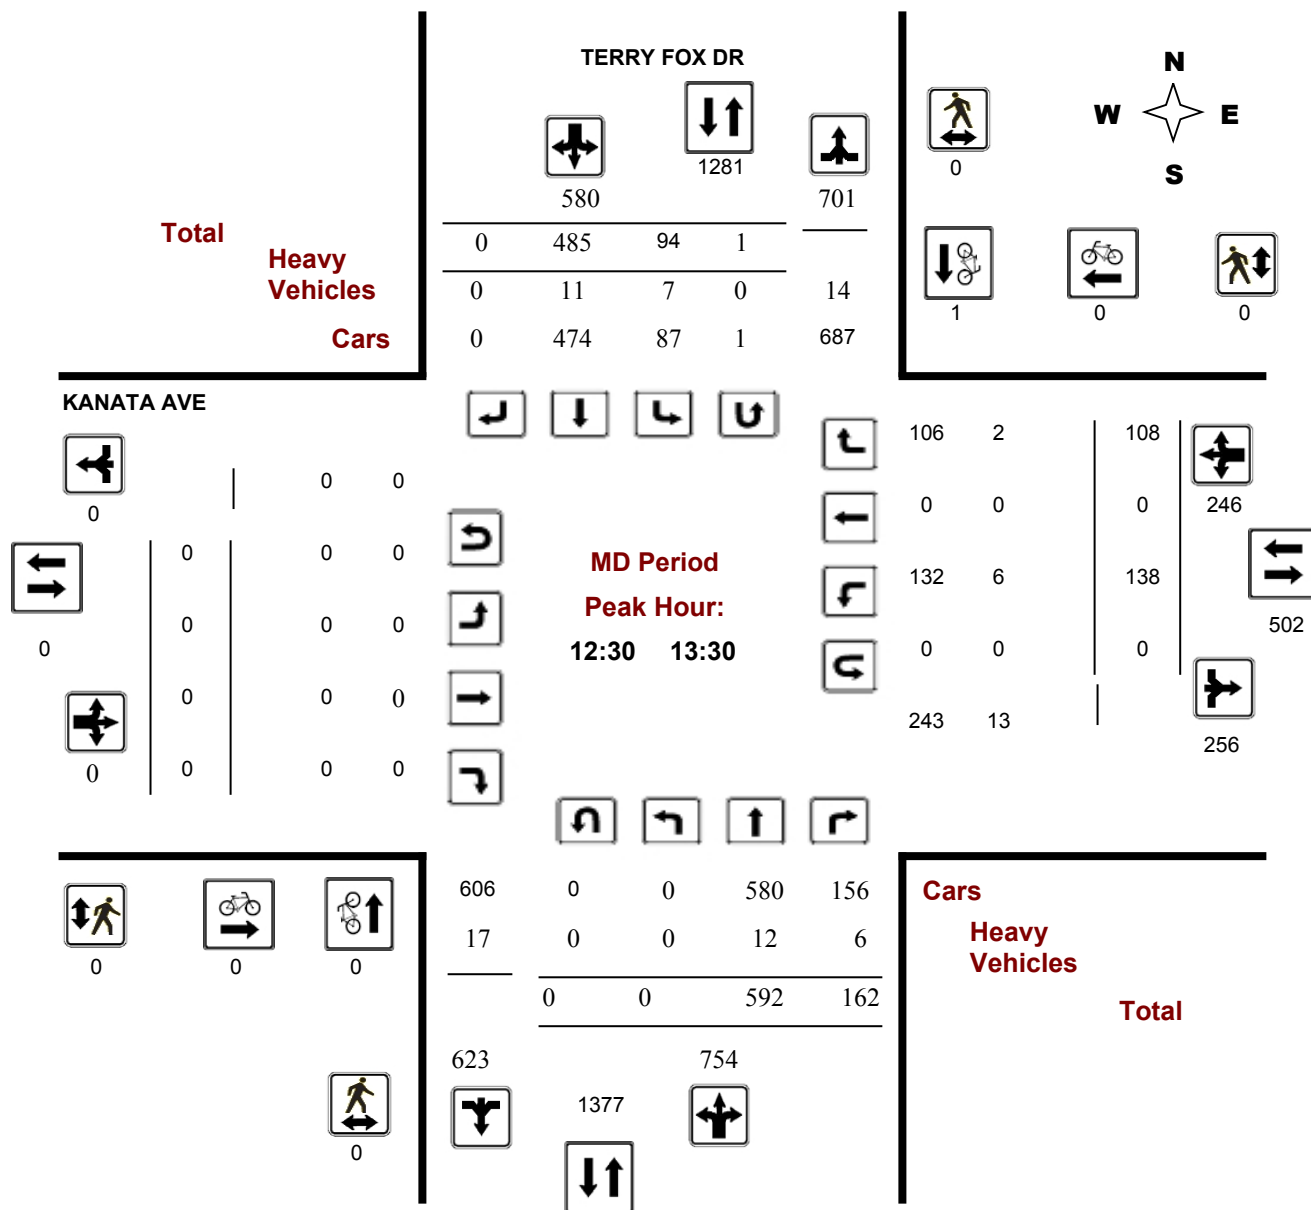 TERRY FOX DR
N
W E
S
1281
0
580 701
Total 0 485 94 1
Heavy
Vehicles 0 11 7 0 14
1 0 0
Cars 0 474 87 1 687
KANATA AVE
106 2 108
0 0 0
0 0 0 246
0 0 0
MD Period
132 6 138
Peak Hour:
0 0 0 502
0 12:30 13:30 0 0 0
0 0 0
243 13
256
0 0 0 0
606 0 0 580 156 Cars
17 0 0 12 6 Heavy
Vehicles
0 0 0
0 0 592 162 Total
623 754
1377
0